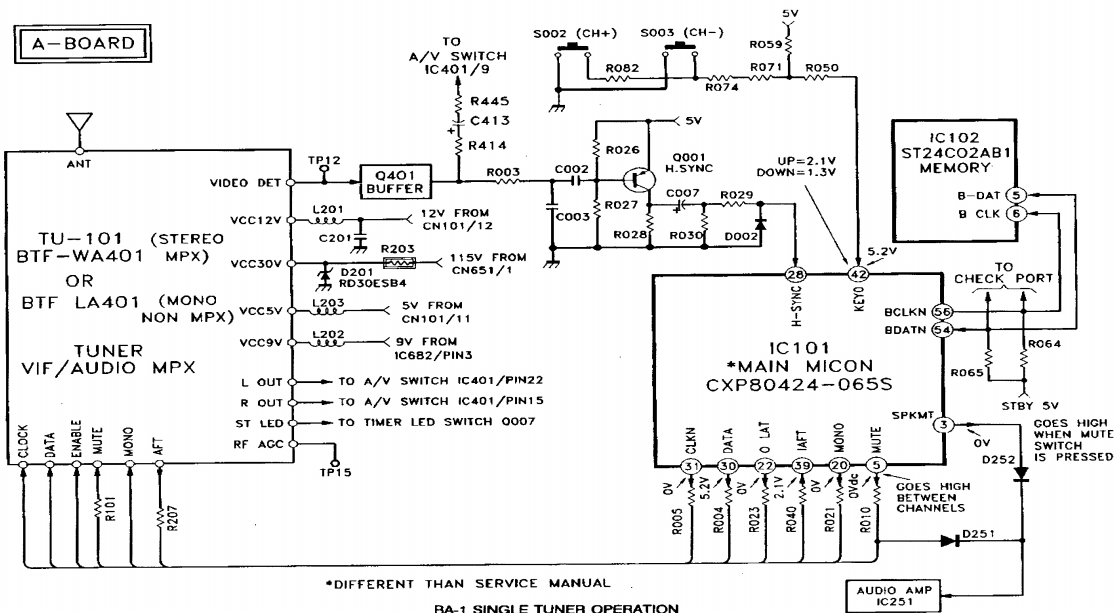 A-BOARD
ANT
TO
A/V SWITCH
IC401/9
R445
C413
+
R414
S002 (CH+)
S003 (CH-)
R082
R074
R071
5V
R059
R050
VIDEO DET
TP12
Q401
BUFFER
R003
C002
C003
R026
R027
5V
Q001
H.SYNC
C007
+
R029
R028
R030
D002
UP=2.1V
DOWN=1.3V
5.2V
IC102
ST24C02AB1
MEMORY
B-DAT
5
B CLK
6
VCC12V
L201
12V FROM
CN101/12
C201
VCC30V
R203
115V FROM
CN651/1
D201
RD30ESB4
VCC5V
L203
5V FROM
CN101/11
VCC9V
L202
9V FROM
IC682/PIN3
L OUT
TO A/V SWITCH IC401/PIN22
R OUT
TO A/V SWITCH IC401/PIN15
ST LED
TO TIMER LED SWITCH Q007
RF AGC
TP15
TU-101 (STEREO
BTF-WA401 MPX)
OR
BTF LA401 (MONO
NON MPX)
TUNER
VIF/AUDIO MPX
CLOCK
DATA
ENABLE
MUTE
MONO
AFT
R101
R207
28
H-SYNC
42
KEYO
IC101
*MAIN MICON
CXP80424-065S
BCLKN
56
BDATN
54
TO
CHECK PORT
R065
R064
STBY 5V
SPKMT
3
0V
GOES HIGH
WHEN MUTE
SWITCH
IS PRESSED
D252
CLKN
DATA
O LAT
IAFT
MONO
MUTE
31
30
22
39
20
5
0V
5.2V
0V
2.1V
0V
0Vdc
R005
R004
R023
R040
R021
R010
GOES HIGH
BETWEEN
CHANNELS
D251
AUDIO AMP
IC251
*DIFFERENT THAN SERVICE MANUAL
BA-1 SINGLE TUNER OPERATION